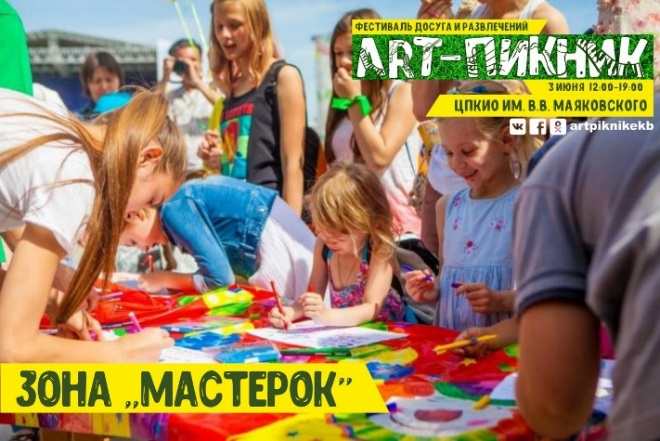 ФЕСТИВАЛЬ ДОСУГА И РАЗВЛЕЧЕНИЙ
ART-ПИКНИК
3 ИЮНЯ 12:00-19:00
ЦПКИО ИМ. В.В. МАЯКОВСКОГО
artpiknikekb
ЗОНА „МАСТЕРОК”